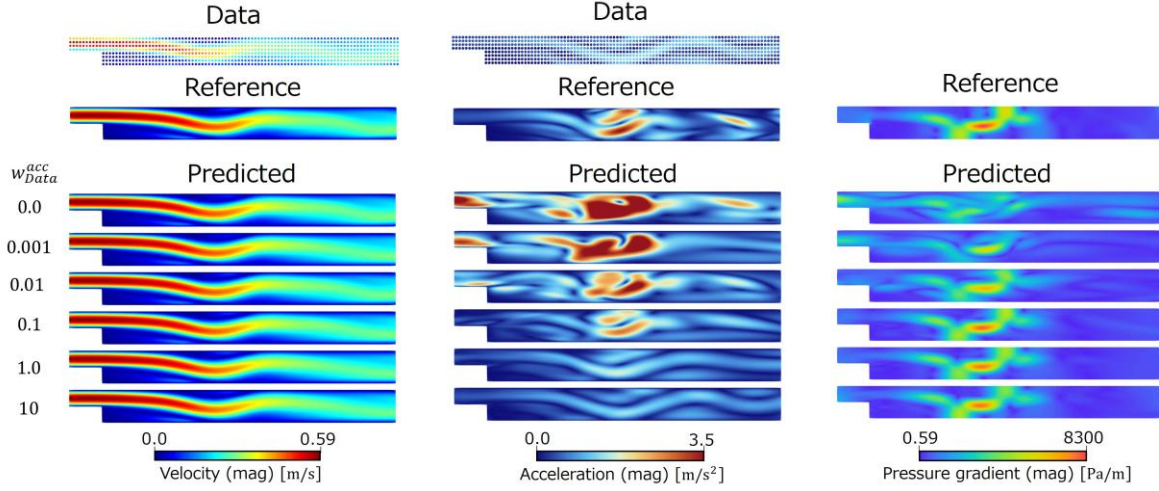 Data
Data
Reference
Reference
Reference
w_{Data}^{acc}
Predicted
Predicted
Predicted
0.0
0.001
0.01
0.1
1.0
10
0.0
0.59
0.0
3.5
0.59
8300
Velocity (mag) [m/s]
Acceleration (mag) [m/s²]
Pressure gradient (mag) [Pa/m]